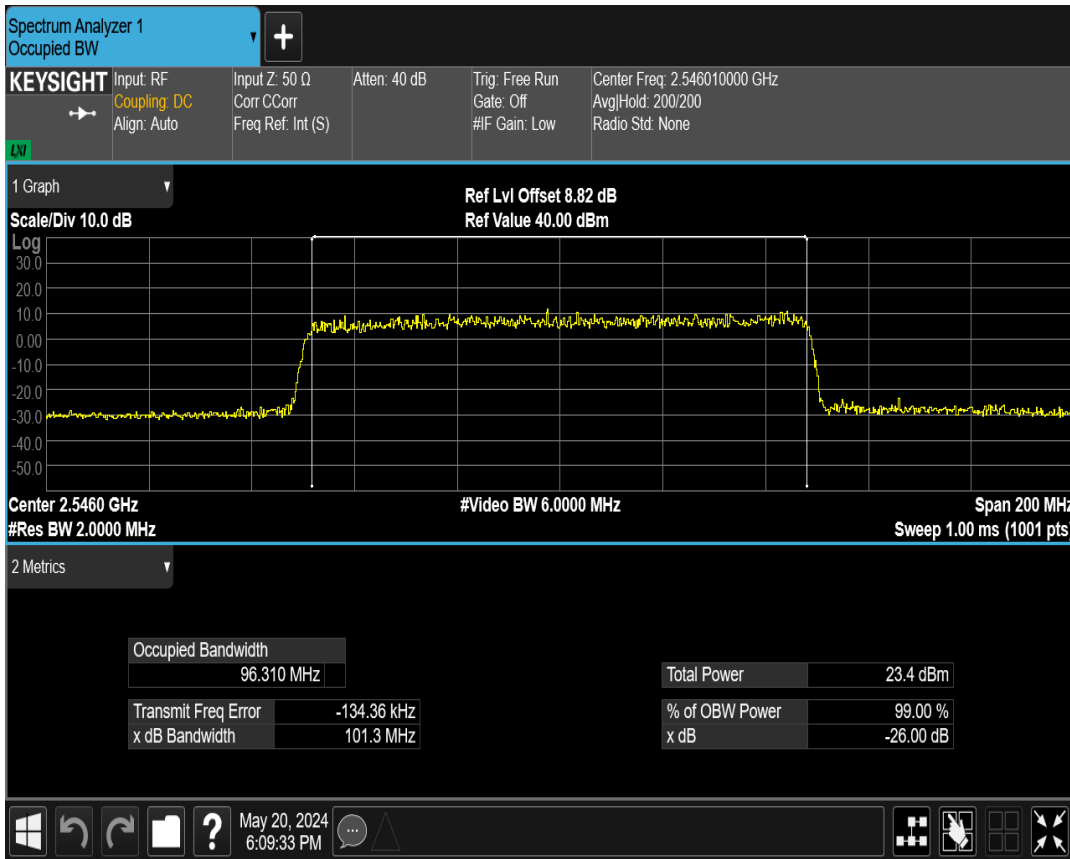 Spectrum Analyzer 1
Occupied BW
+
KEYSIGHT
LXI
Input: RF
Coupling: DC
Align: Auto
Input Z: 50 Ω
Corr CCorr
Freq Ref: Int (S)
Atten: 40 dB
Trig: Free Run
Gate: Off
#IF Gain: Low
Center Freq: 2.546010000 GHz
Avg|Hold: 200/200
Radio Std: None
1 Graph
Scale/Div 10.0 dB
Ref Lvl Offset 8.82 dB
Ref Value 40.00 dBm
Log
30.0
20.0
10.0
0.00
-10.0
-20.0
-30.0
-40.0
-50.0
Center 2.5460 GHz
#Video BW 6.0000 MHz
Span 200 MHz
#Res BW 2.0000 MHz
Sweep 1.00 ms (1001 pts)
2 Metrics
Occupied Bandwidth
96.310 MHz
Total Power 23.4 dBm
Transmit Freq Error -134.36 kHz
% of OBW Power 99.00 %
x dB Bandwidth 101.3 MHz
x dB -26.00 dB
?
May 20, 2024
6:09:33 PM